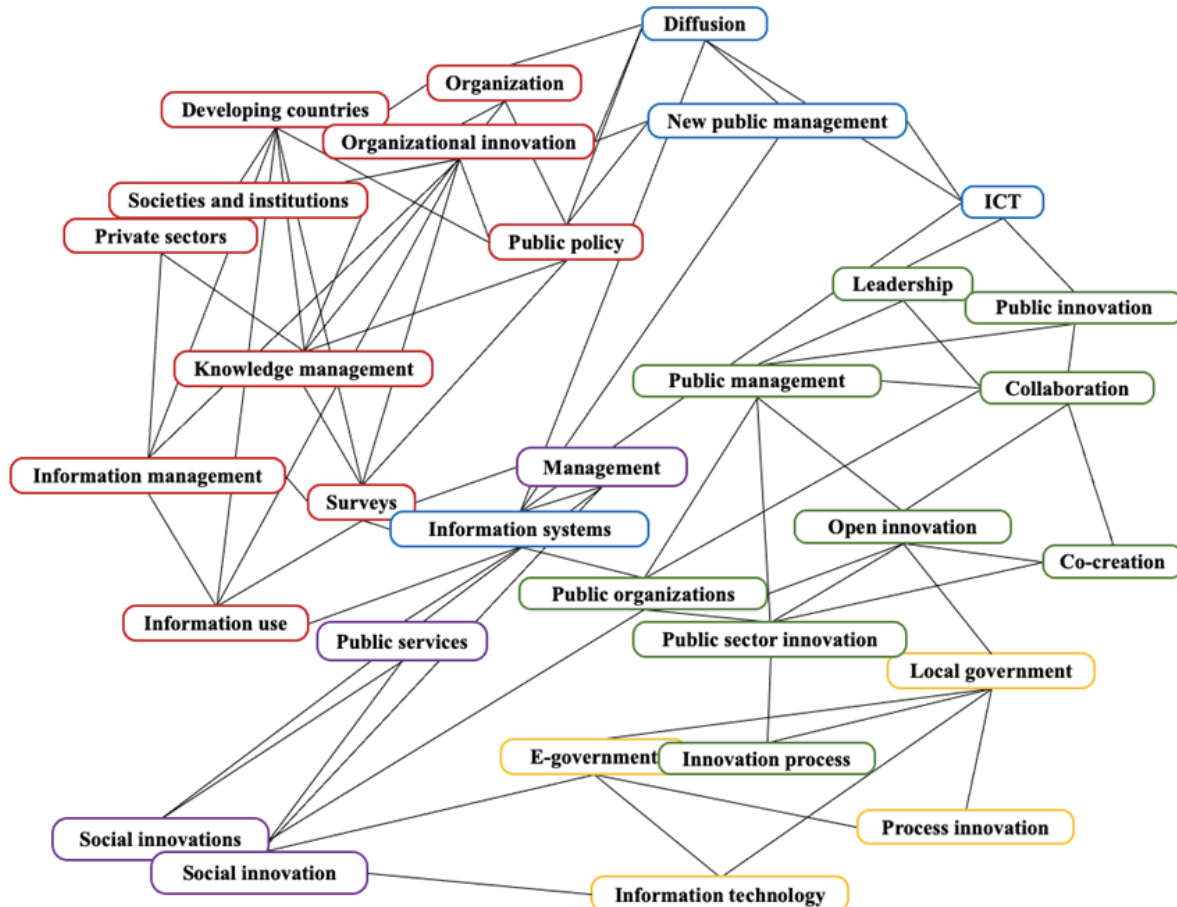 Diffusion
Organization
Developing countries
New public management
Organizational innovation
Societies and institutions
ICT
Private sectors
Public policy
Leadership
Public innovation
Knowledge management
Public management
Collaboration
Management
Information management
Surveys
Information systems
Open innovation
Co-creation
Public organizations
Information use
Public services
Public sector innovation
Local government
E-government
Innovation process
Process innovation
Social innovations
Social innovation
Information technology